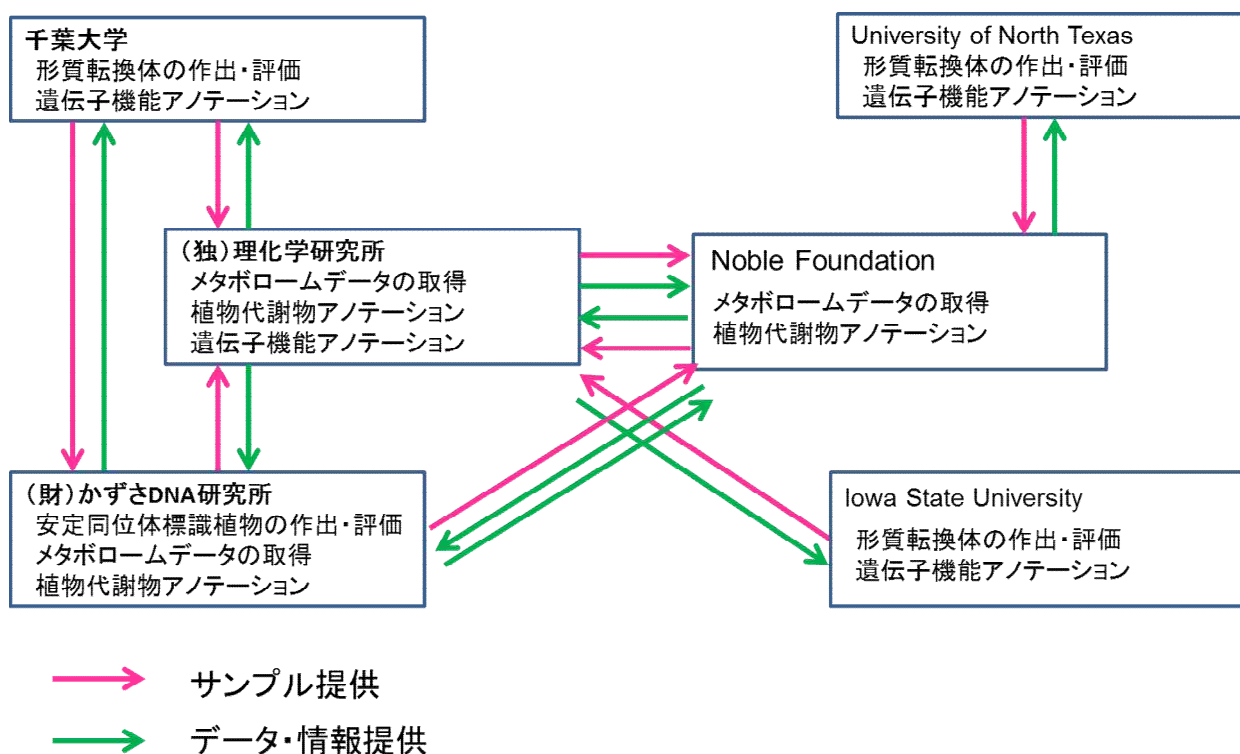 千葉大学
形質転換体の作出・評価
遺伝子機能アノテーション
University of North Texas
形質転換体の作出・評価
遺伝子機能アノテーション
(独)理化学研究所
メタボロームデータの取得
植物代謝物アノテーション
遺伝子機能アノテーション
Noble Foundation
メタボロームデータの取得
植物代謝物アノテーション
(財)かずさDNA研究所
安定同位体標識植物の作出・評価
メタボロームデータの取得
植物代謝物アノテーション
Iowa State University
形質転換体の作出・評価
遺伝子機能アノテーション
サンプル提供
データ・情報提供